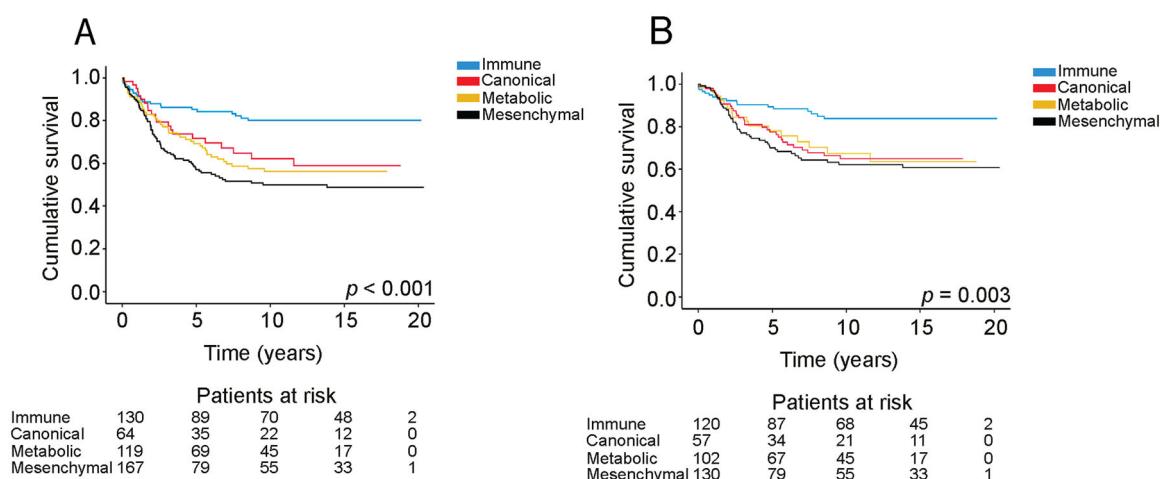 A
Immune
Canonical
Metabolic
Mesenchymal
Cumulative survival
1.0
0.8
0.6
0.4
0.2
0.0
p < 0.001
0 5 10 15 20
Time (years)
Patients at risk
Immune 130 89 70 48 2
Canonical 64 35 22 12 0
Metabolic 119 69 45 17 0
Mesenchymal 167 79 55 33 1
B
Immune
Canonical
Metabolic
Mesenchymal
Cumulative survival
1.0
0.8
0.6
0.4
0.2
0.0
p = 0.003
0 5 10 15 20
Time (years)
Patients at risk
Immune 120 87 68 45 2
Canonical 57 34 21 11 0
Metabolic 102 67 45 17 0
Mesenchymal 130 79 55 33 1